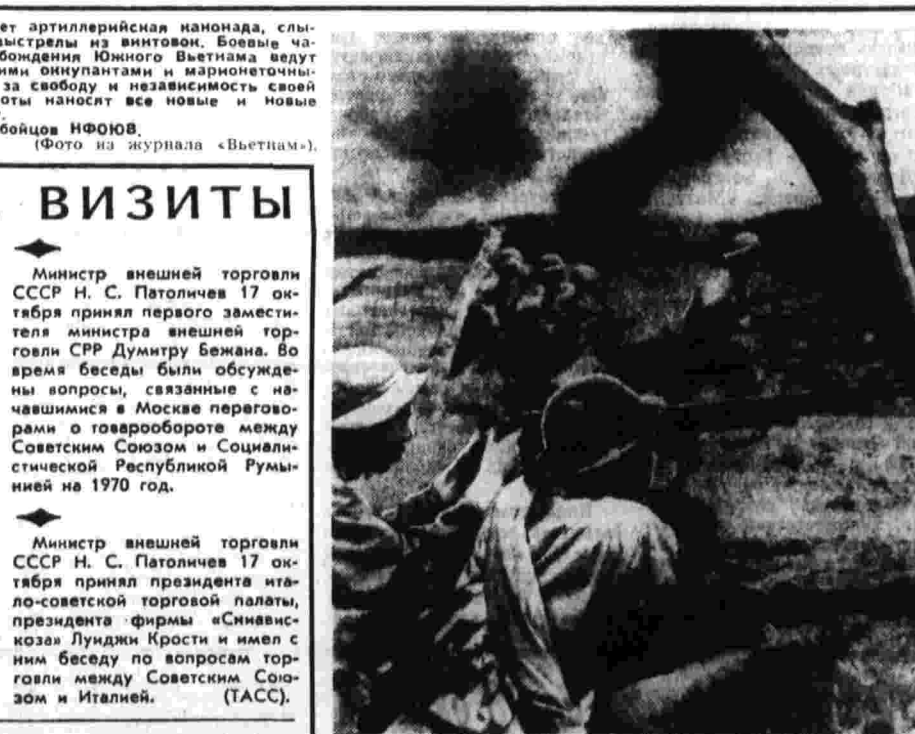 ет артиллерийская канонада, слы-
выстрелы из винтовок. Боевые ча-
бождения Южного Вьетнама ведут
ими оккупантами и марионеточны-
за свободу и независимость своей
оты наносят все новые и новые
бойцов НФОЮВ.
(Фото из журнала «Вьетнам»).
ВИЗИТЫ
Министр внешней торговли
СССР Н. С. Патоличев 17 ок-
тября принял первого замести-
теля министра внешней тор-
говли СРР Думитру Бежана. Во
время беседы были обсужде-
ны вопросы, связанные с на-
чавшимися в Москве перегово-
рами о товарообороте между
Советским Союзом и Социали-
стической Республикой Румы-
нией на 1970 год.
Министр внешней торговли
СССР Н. С. Патоличев 17 ок-
тября принял президента ита-
ло-советской торговой палаты,
президента фирмы «Сниавис-
коза» Луиджи Крости и имел с
ним беседу по вопросам тор-
говли между Советским Сою-
зом и Италией. (ТАСС).